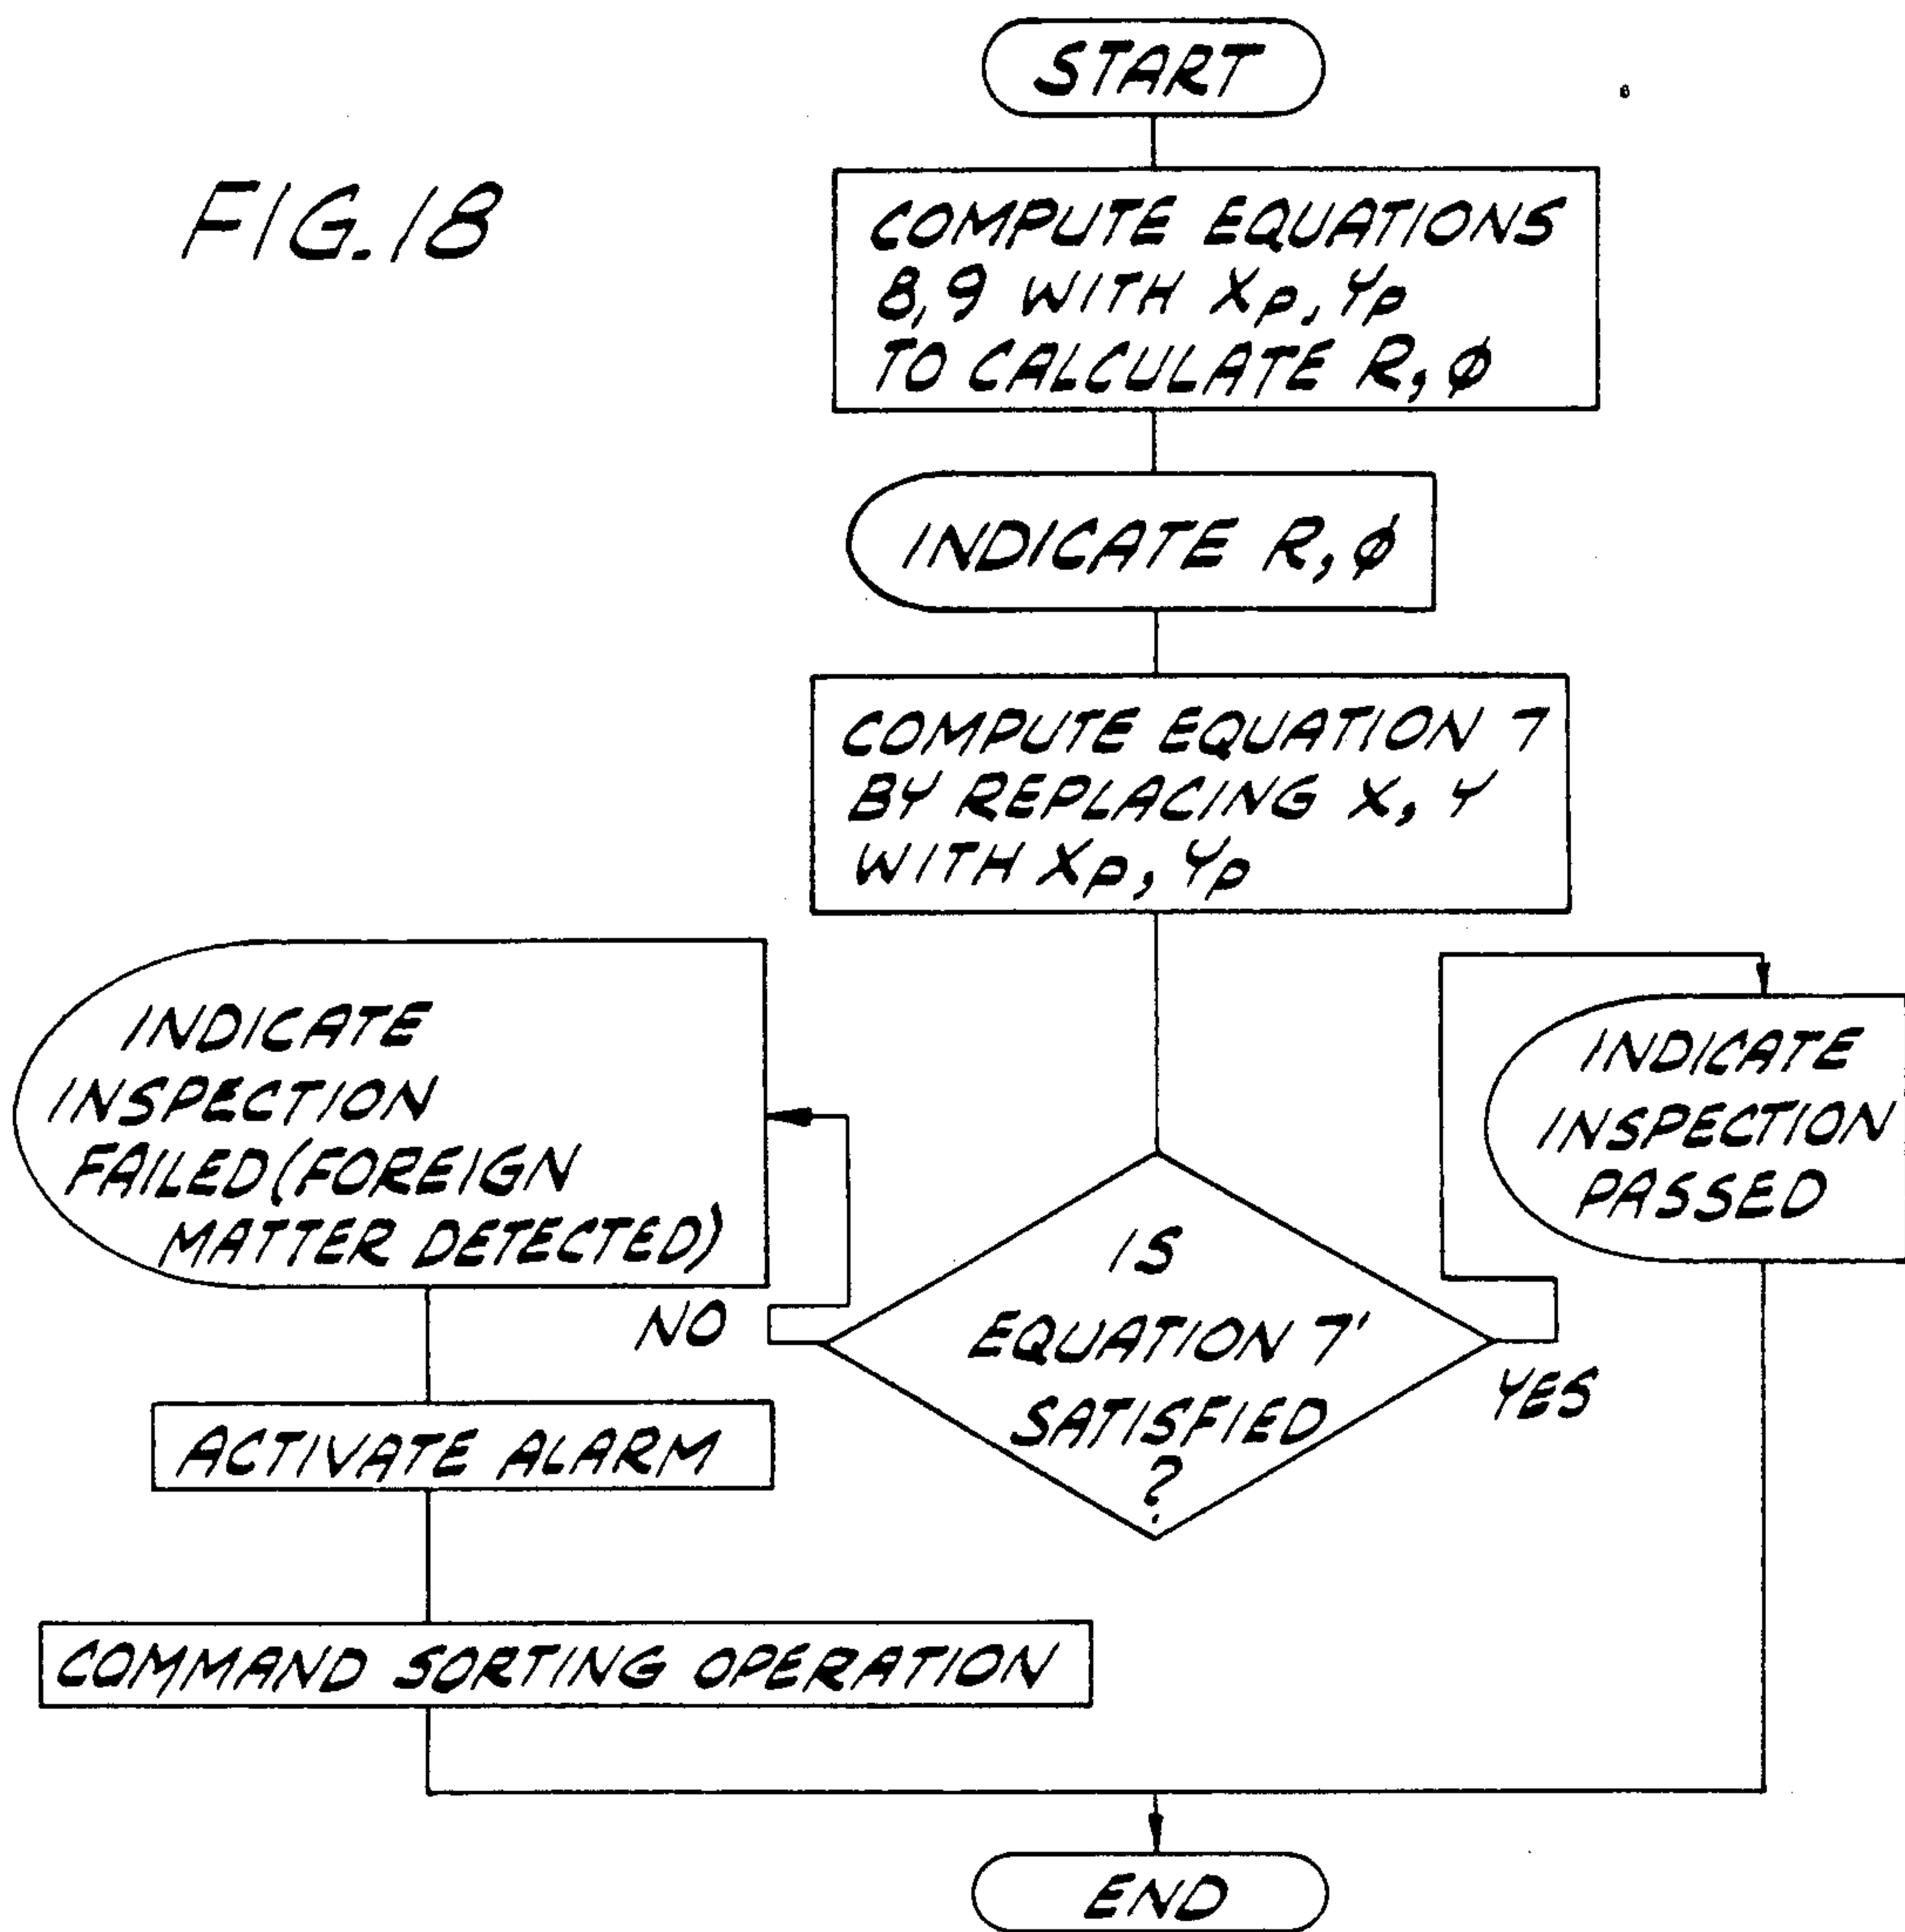 FIG. 18
START
COMPUTE EQUATIONS
8, 9 WITH XP, YP
TO CALCULATE R, φ
INDICATE R, φ
COMPUTE EQUATION 7
BY REPLACING X, Y
WITH XP, YP
INDICATE
INSPECTION
FAILED (FOREIGN
MATTER DETECTED)
NO
IS
EQUATION 7'
SATISFIED
?
YES
INDICATE
INSPECTION
PASSED
ACTIVATE ALARM
COMMAND SORTING OPERATION
END